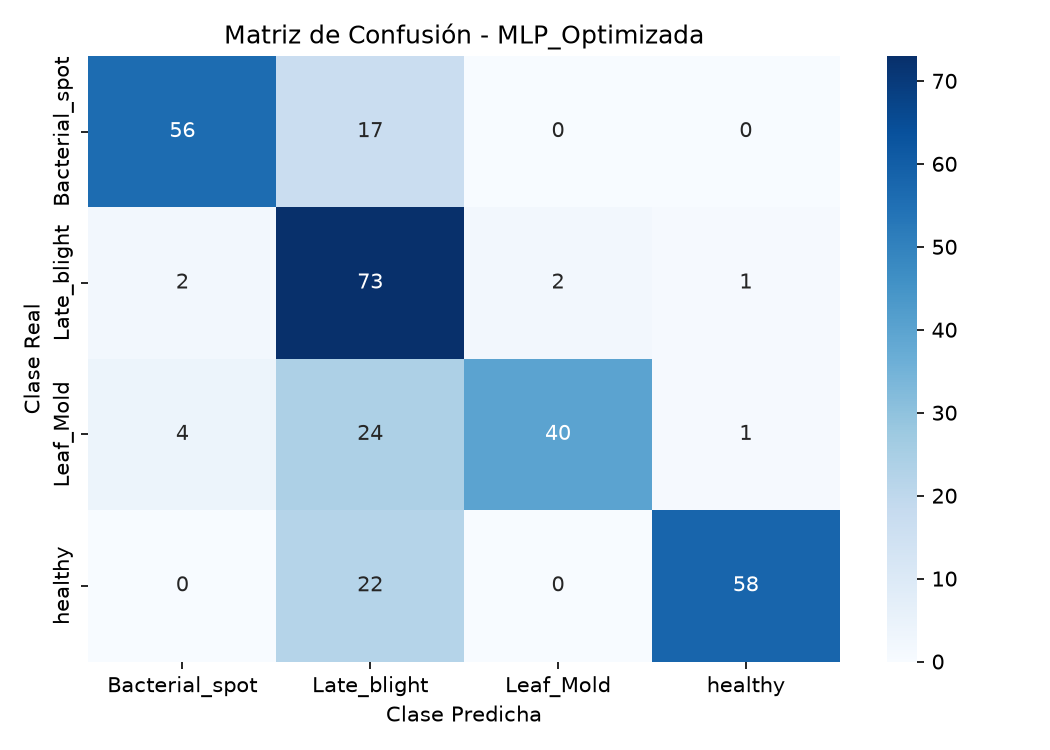 Matriz de Confusión - MLP_Optimizada
Clase Real
Bacterial_spot
56 17 0 0
Late_blight
2 73 2 1
Leaf_Mold
4 24 40 1
healthy
0 22 0 58
Bacterial_spot Late_blight Leaf_Mold healthy
Clase Predicha
70
60
50
40
30
20
10
0